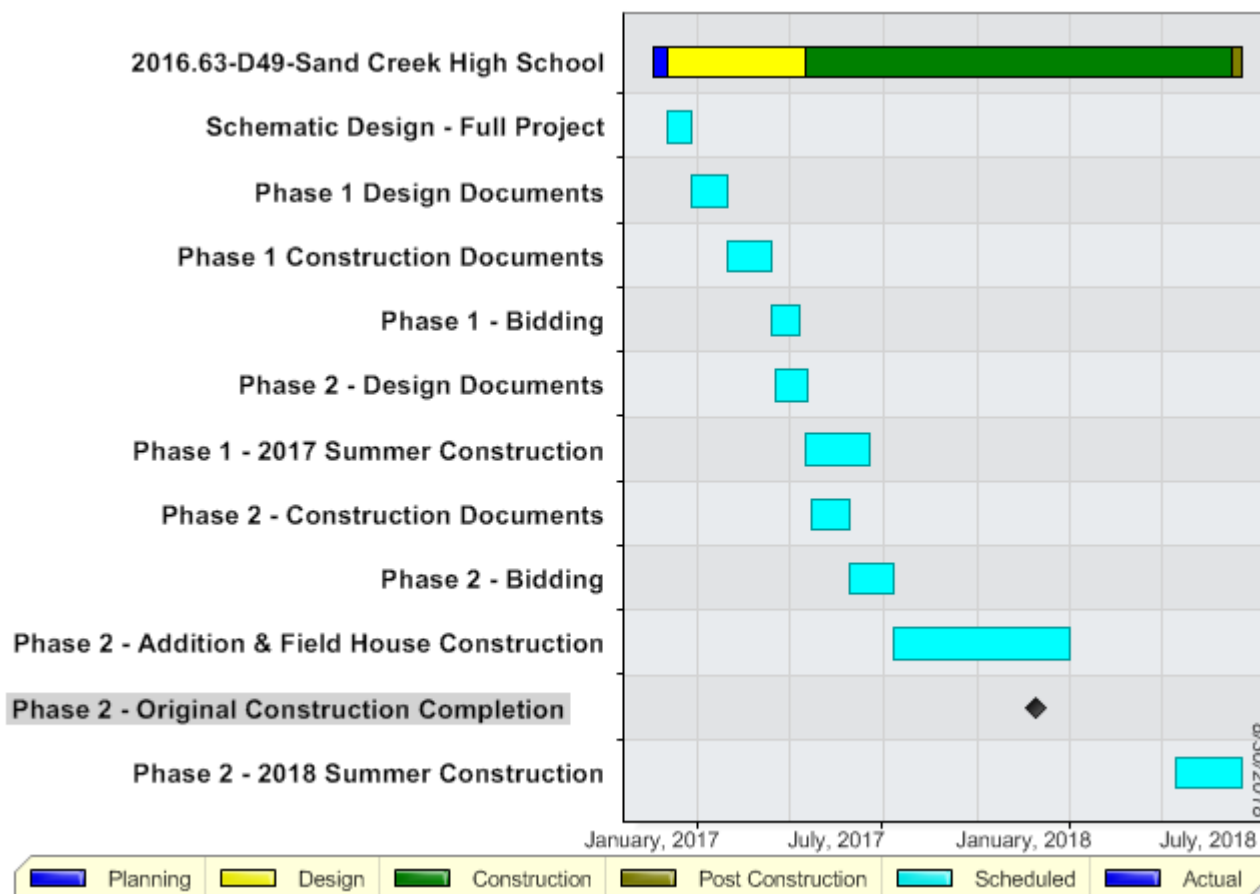 2016.63-D49-Sand Creek High School
Schematic Design - Full Project
Phase 1 Design Documents
Phase 1 Construction Documents
Phase 1 - Bidding
Phase 2 - Design Documents
Phase 1 - 2017 Summer Construction
Phase 2 - Construction Documents
Phase 2 - Bidding
Phase 2 - Addition & Field House Construction
Phase 2 - Original Construction Completion
Phase 2 - 2018 Summer Construction
January, 2017 July, 2017 January, 2018 July, 2018
Planning Design Construction Post Construction Scheduled Actual